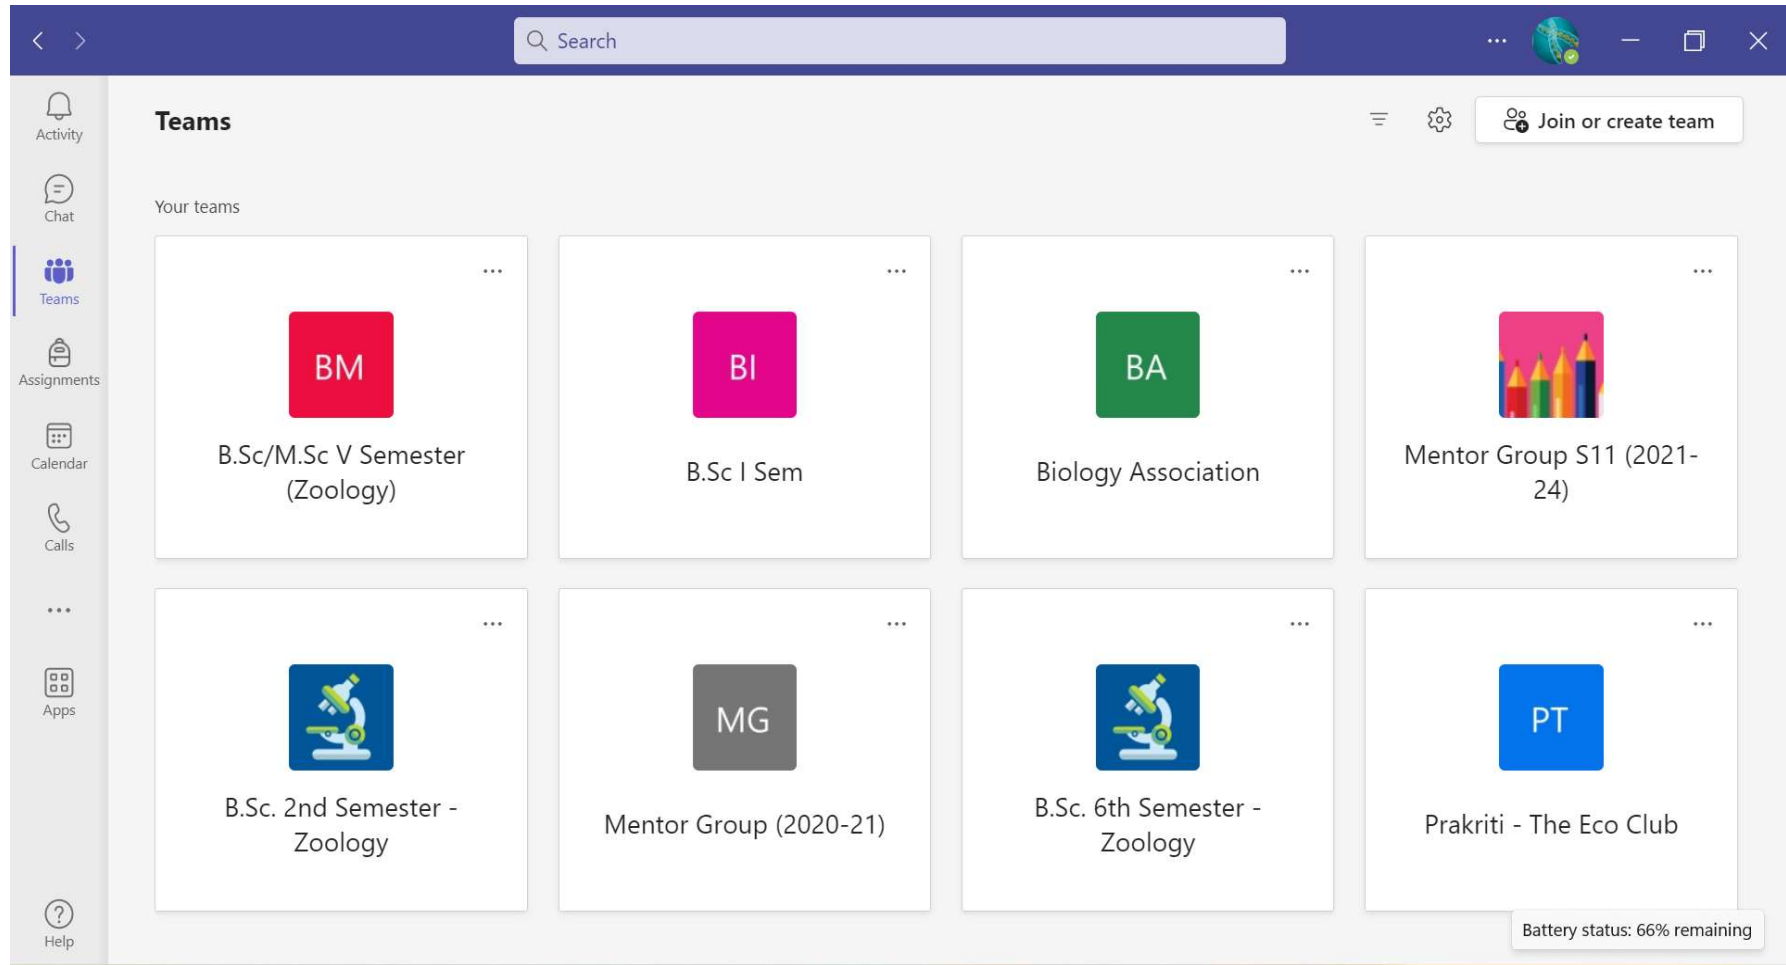 Search
Activity
Chat
Teams
Assignments
Calendar
Calls
Apps
Help
Teams
Join or create team
Your teams
BM
B.Sc/M.Sc V Semester
(Zoology)
BI
B.Sc I Sem
BA
Biology Association
Mentor Group S11 (2021-
24)
B.Sc. 2nd Semester -
Zoology
MG
Mentor Group (2020-21)
B.Sc. 6th Semester -
Zoology
PT
Prakriti - The Eco Club
Battery status: 66% remaining